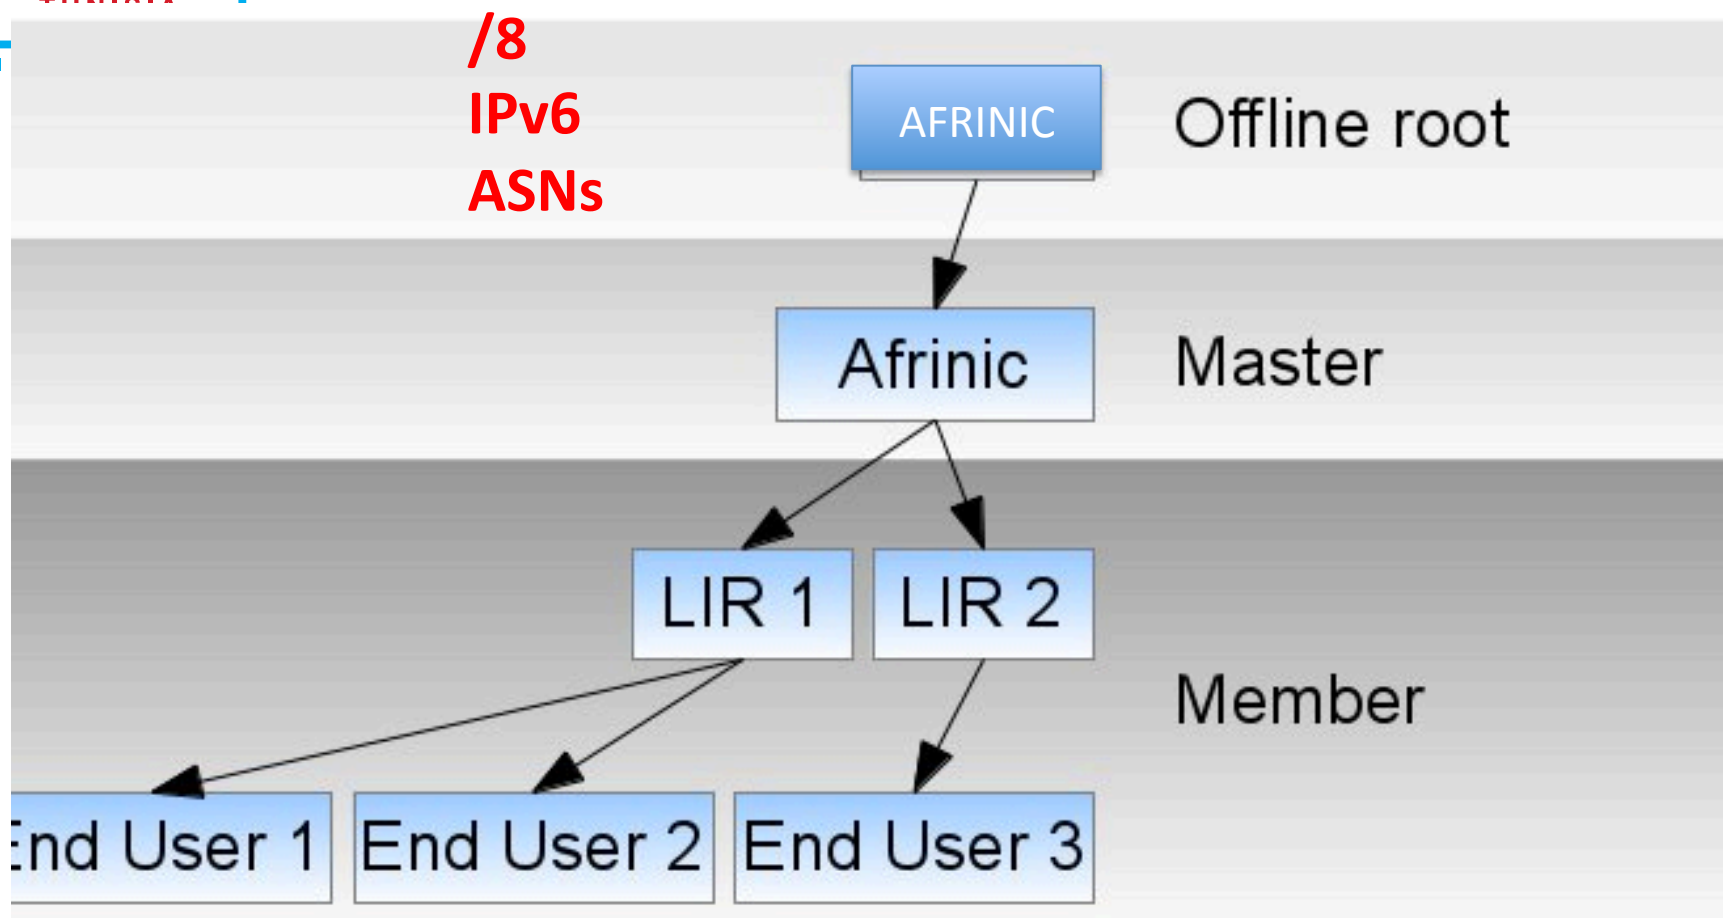 /8
IPv6
ASNs
AFRINIC
Offline root
Afrinic
Master
LIR 1
LIR 2
Member
End User 1
End User 2
End User 3